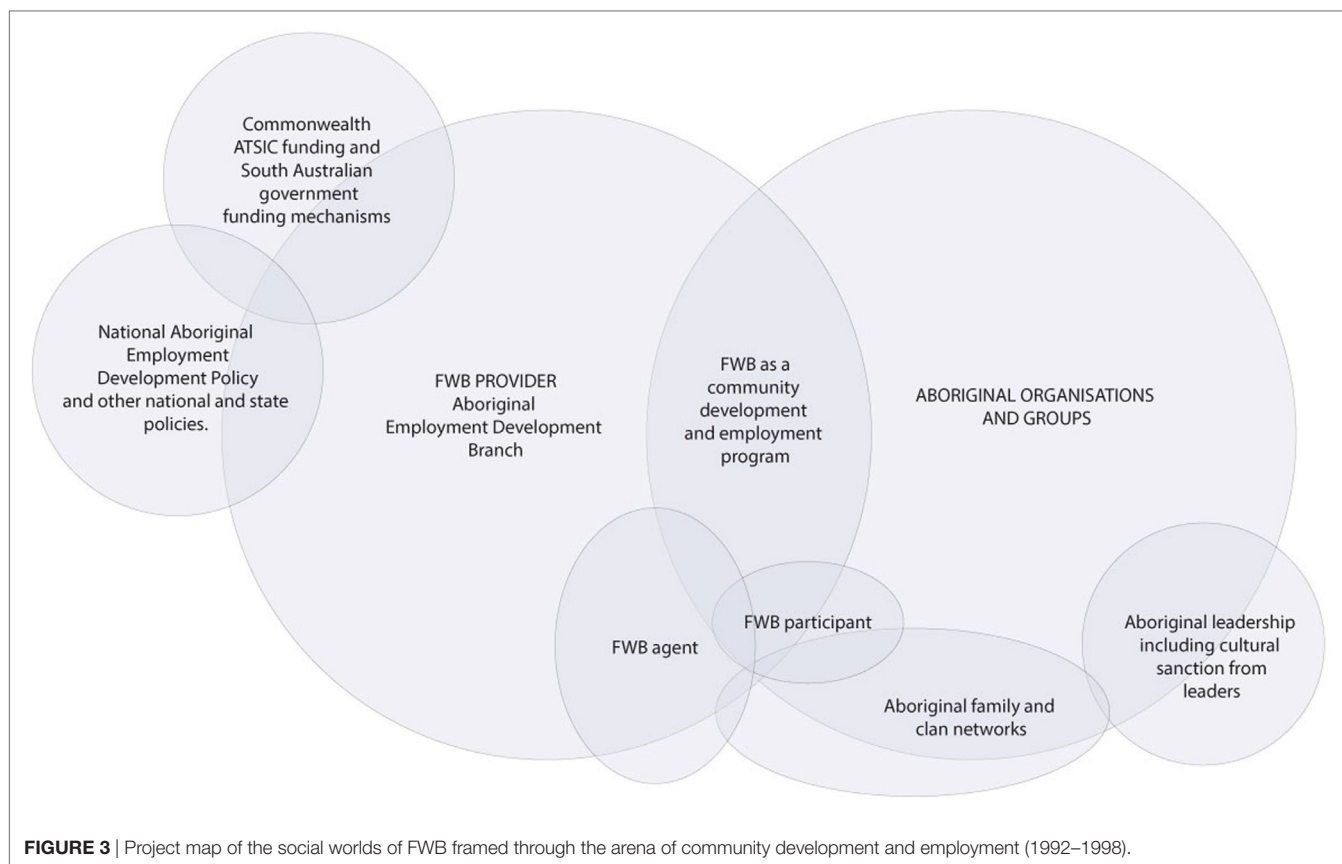 Commonwealth
ATSIC funding and
South Australian
government
funding mechanisms
National Aboriginal
Employment
Development Policy
and other national and state
policies.
FWB PROVIDER
Aboriginal
Employment Development
Branch
FWB as a
community
development
and employment
program
ABORIGINAL ORGANISATIONS
AND GROUPS
FWB agent
FWB participant
Aboriginal family and
clan networks
Aboriginal leadership
including cultural
sanction from
leaders
FIGURE 3 | Project map of the social worlds of FWB framed through the arena of community development and employment (1992–1998).